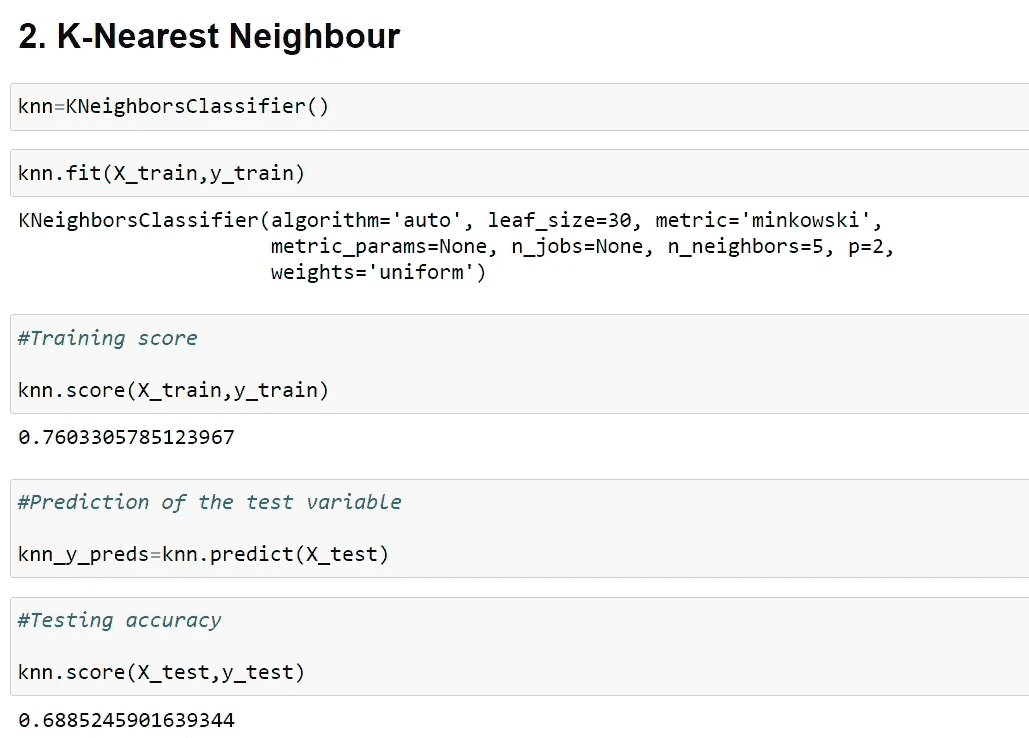 2. K-Nearest Neighbour
knn=KNeighborsClassifier()
knn.fit(X_train,y_train)
KNeighborsClassifier(algorithm='auto', leaf_size=30, metric='minkowski',
metric_params=None, n_jobs=None, n_neighbors=5, p=2,
weights='uniform')
#Training score
knn.score(X_train,y_train)
0.7603305785123967
#Prediction of the test variable
knn_y_preds=knn.predict(X_test)
#Testing accuracy
knn.score(X_test,y_test)
0.6885245901639344